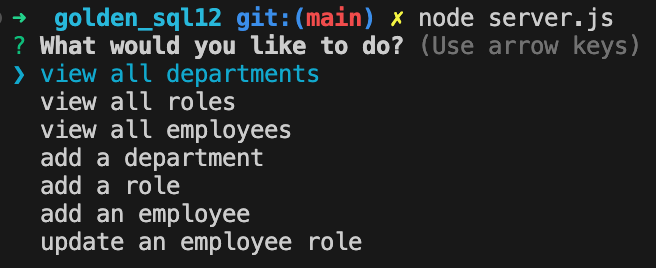 ➜ golden_sql12 git:(main) ✗ node server.js
? What would you like to do? (Use arrow keys)
❯ view all departments
view all roles
view all employees
add a department
add a role
add an employee
update an employee role